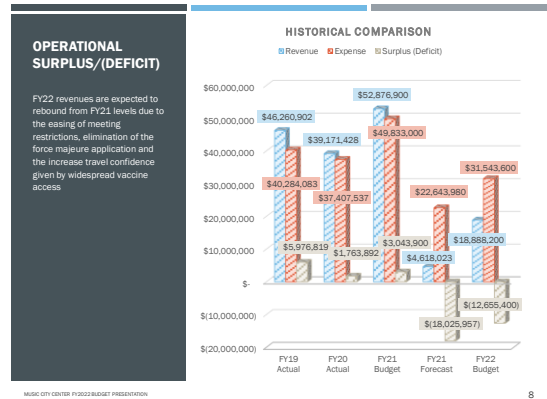 OPERATIONAL
SURPLUS/(DEFICIT)
FY22 revenues are expected to
rebound from FY21 levels due to
the easing of meeting
restrictions, elimination of the
force majeure application and
the increase travel confidence
given by widespread vaccine
access
HISTORICAL COMPARISON
Revenue Expense Surplus (Deficit)
$60,000,000
$50,000,000
$40,000,000
$30,000,000
$20,000,000
$10,000,000
$-
$(10,000,000)
$(20,000,000)
$46,260,902
$40,284,083
$5,976,819
$39,171,428
$37,407,537
$1,763,892
$52,876,900
$49,833,000
$3,043,900
$4,618,023
$22,643,980
$(18,025,957)
$18,888,200
$31,543,600
$(12,655,400)
FY19 Actual
FY20 Actual
FY21 Budget
FY21 Forecast
FY22 Budget
MUSIC CITY CENTER FY2022 BUDGET PRESENTATION
8